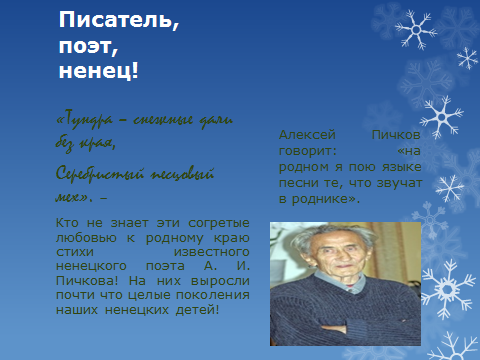 Писатель,
поэт,
ненец!
«Тундра – снежные дали
без края,
Серебристый песцовый
мех». –
Кто не знает эти согретые
любовью к родному краю
стихи известного
ненецкого поэта А. И.
Пичкова! На них выросли
почти что целые поколения
наших ненецких детей!
Алексей Пичков
говорит: «на
родном я пою языке
песни те, что звучат
в роднике».